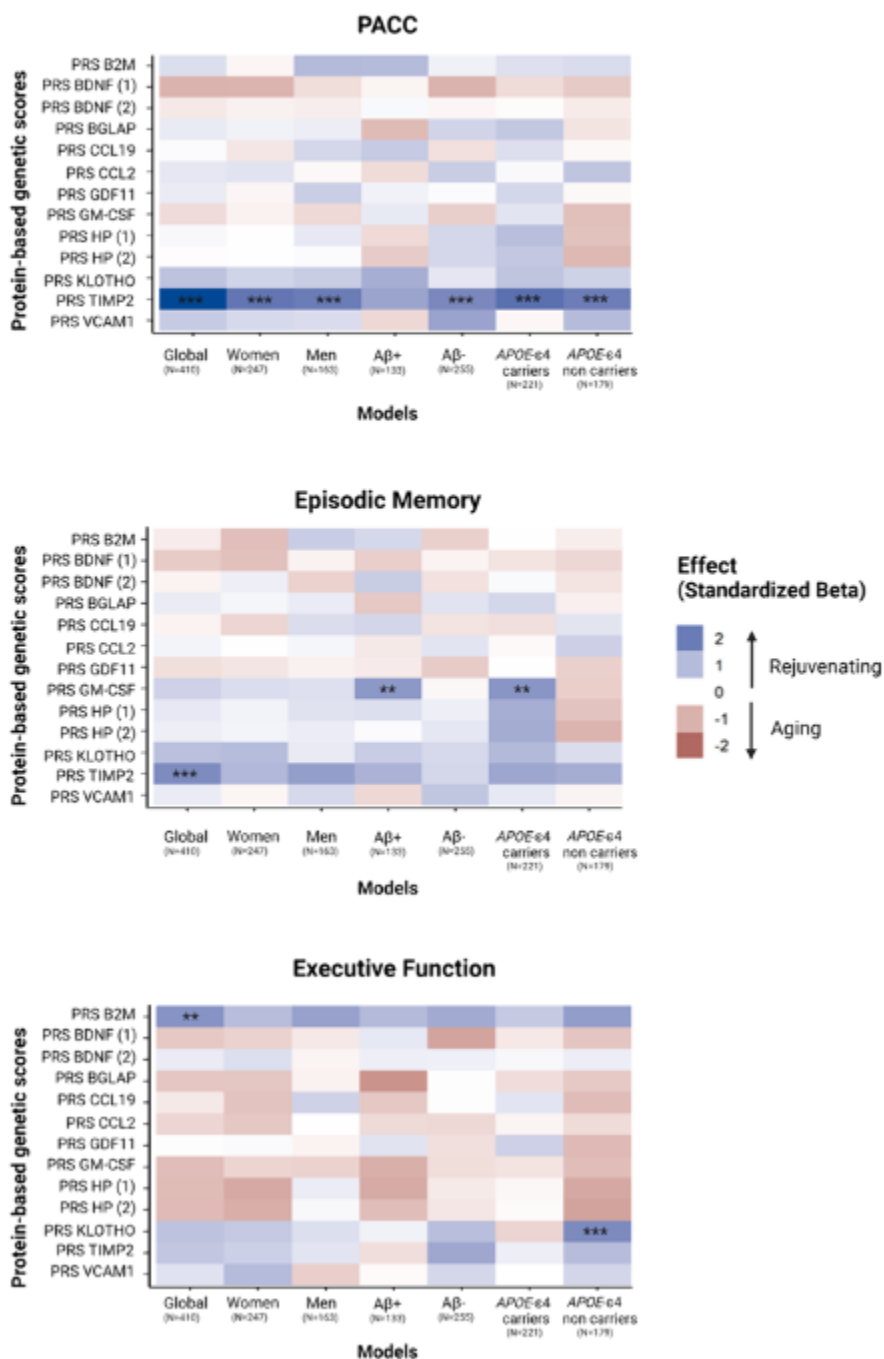 PACC
Protein-based genetic scores
PRS B2M
PRS BDNF (1)
PRS BDNF (2)
PRS BGLAP
PRS CCL19
PRS CCL2
PRS GDF11
PRS GM-CSF
PRS HP (1)
PRS HP (2)
PRS KLOTHO
PRS TIMP2
*** *** *** *** *** ***
PRS VCAM1
Global Women Men Aβ+ Aβ- APOE-ε4 carriers APOE-ε4 non carriers
(N=410) (N=247) (N=163) (N=133) (N=255) (N=221) (N=179)
Models
Episodic Memory
Protein-based genetic scores
PRS B2M
PRS BDNF (1)
PRS BDNF (2)
PRS BGLAP
PRS CCL19
PRS CCL2
PRS GDF11
PRS GM-CSF
** **
PRS HP (1)
PRS HP (2)
PRS KLOTHO
PRS TIMP2
***
PRS VCAM1
Global Women Men Aβ+ Aβ- APOE-ε4 carriers APOE-ε4 non carriers
(N=410) (N=247) (N=163) (N=133) (N=255) (N=221) (N=179)
Models
Effect
(Standardized Beta)
2
1
0
-1
-2
Rejuvenating
Aging
Executive Function
Protein-based genetic scores
PRS B2M
**
PRS BDNF (1)
PRS BDNF (2)
PRS BGLAP
PRS CCL19
PRS CCL2
PRS GDF11
PRS GM-CSF
PRS HP (1)
PRS HP (2)
PRS KLOTHO
***
PRS TIMP2
PRS VCAM1
Global Women Men Aβ+ Aβ- APOE-ε4 carriers APOE-ε4 non carriers
(N=410) (N=247) (N=163) (N=133) (N=255) (N=221) (N=179)
Models